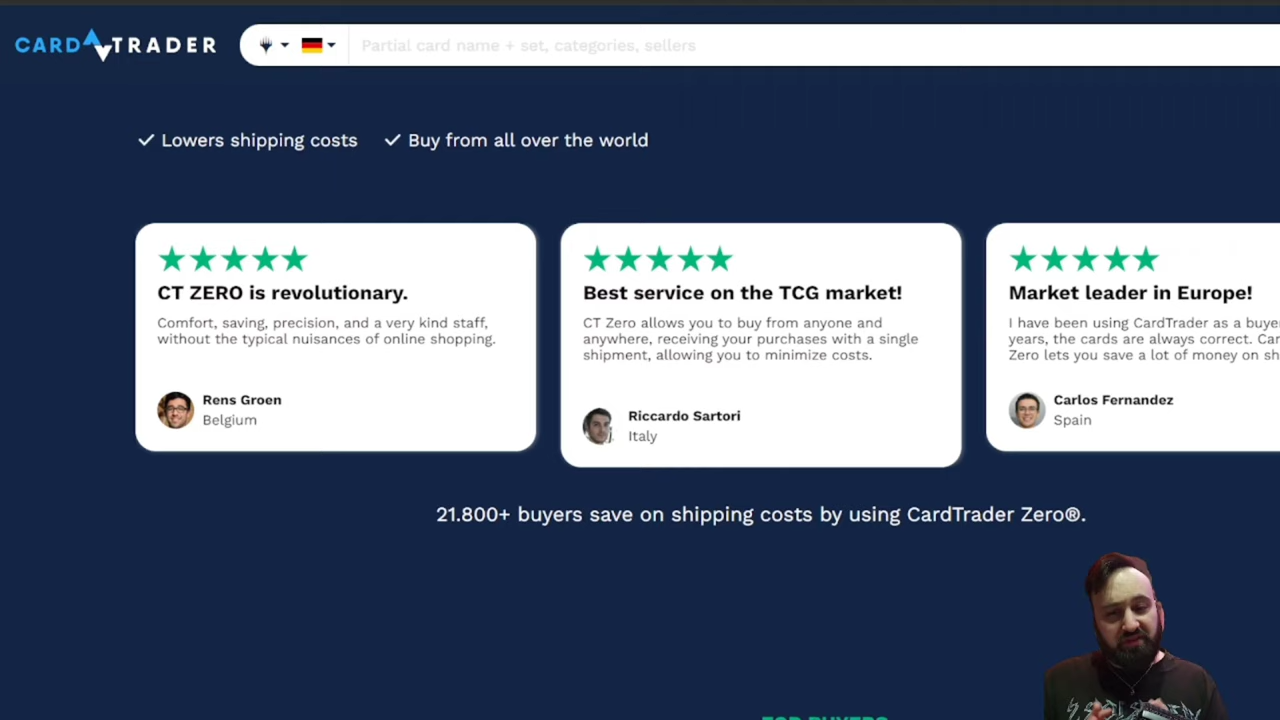 CARD TRADER
Partial card name + set, categories, sellers
Lowers shipping costs
Buy from all over the world
CT ZERO is revolutionary.
Comfort, saving, precision, and a very kind staff,
without the typical nuisances of online shopping.
Rens Groen
Belgium
Best service on the TCG market!
CT Zero allows you to buy from anyone and
anywhere, receiving your purchases with a single
shipment, allowing you to minimize costs.
Riccardo Sartori
Italy
Market leader in Europe!
I have been using CardTrader as a buye
years, the cards are always correct. Car
Zero lets you save a lot of money on sh
Carlos Fernandez
Spain
21.800+ buyers save on shipping costs by using CardTrader Zero®.
TOP BUYERS